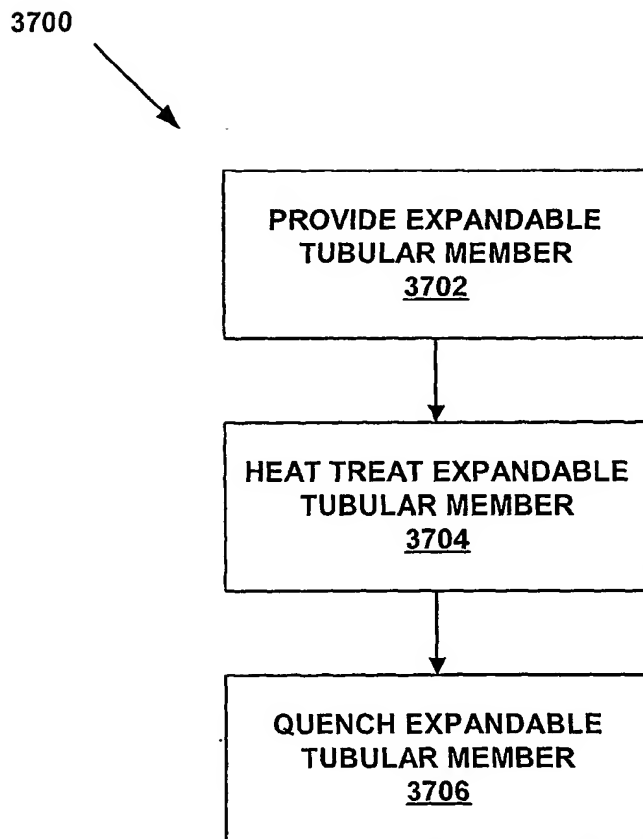 3700
PROVIDE EXPANDABLE
TUBULAR MEMBER
3702
HEAT TREAT EXPANDABLE
TUBULAR MEMBER
3704
QUENCH EXPANDABLE
TUBULAR MEMBER
3706